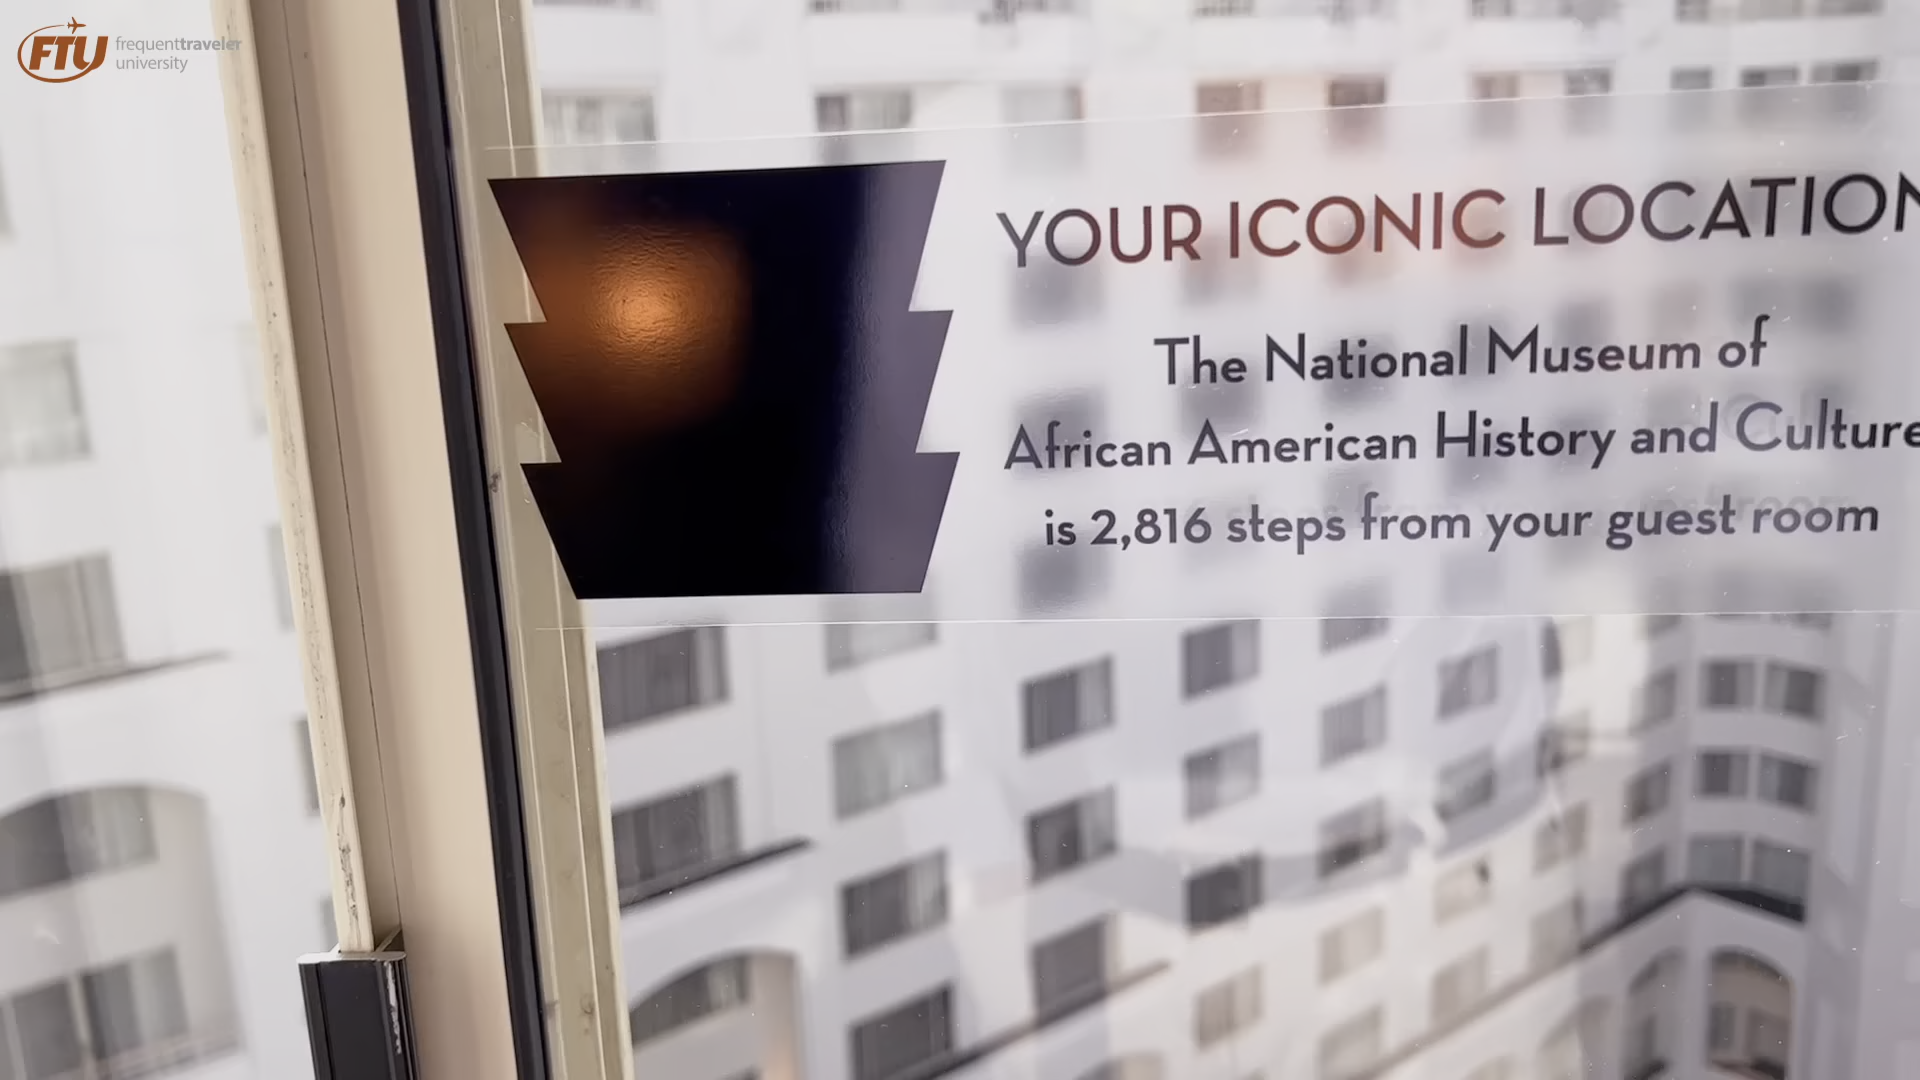 FTU frequenttraveler
university
YOUR ICONIC LOCATION
The National Museum of
African American History and Culture
is 2,816 steps from your guest room